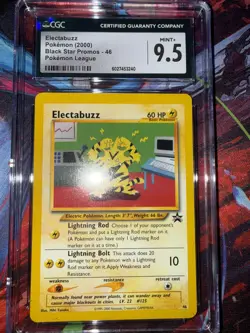 CGC
CERTIFIED GUARANTY COMPANY
Electabuzz
Pokémon (2000)
Black Star Promos - 46
Pokémon League
MINT+
9.5
6027453240
Electabuzz
60 HP
Electric Pokémon. Length: 3'7", Weight: 66 lbs.
Lightning Rod Choose 1 of your opponent's
Pokémon and put a Lightning Rod marker on it.
(A Pokémon can have only 1 Lightning Rod marker on it at a time.)
Lightning Bolt This attack does 20
damage to any Pokémon with a Lightning
Rod marker on it. Apply Weakness and
Resistance.
10
weakness
resistance
retreat cost
Normally found near power plants, it can wander away and
cause major blackouts in cities. LV. 23 #125
46